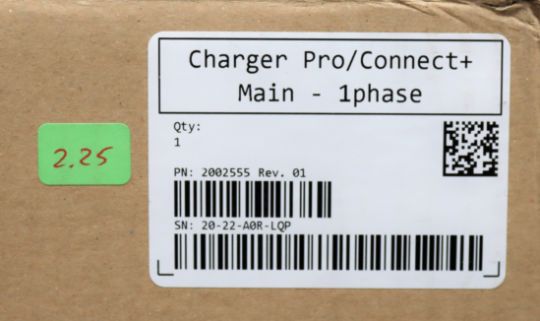 Charger Pro/Connect+
Main - 1phase
2.25
Qty:
1
PN: 2002555 Rev. 01
SN: 20-22-A0R-LQP